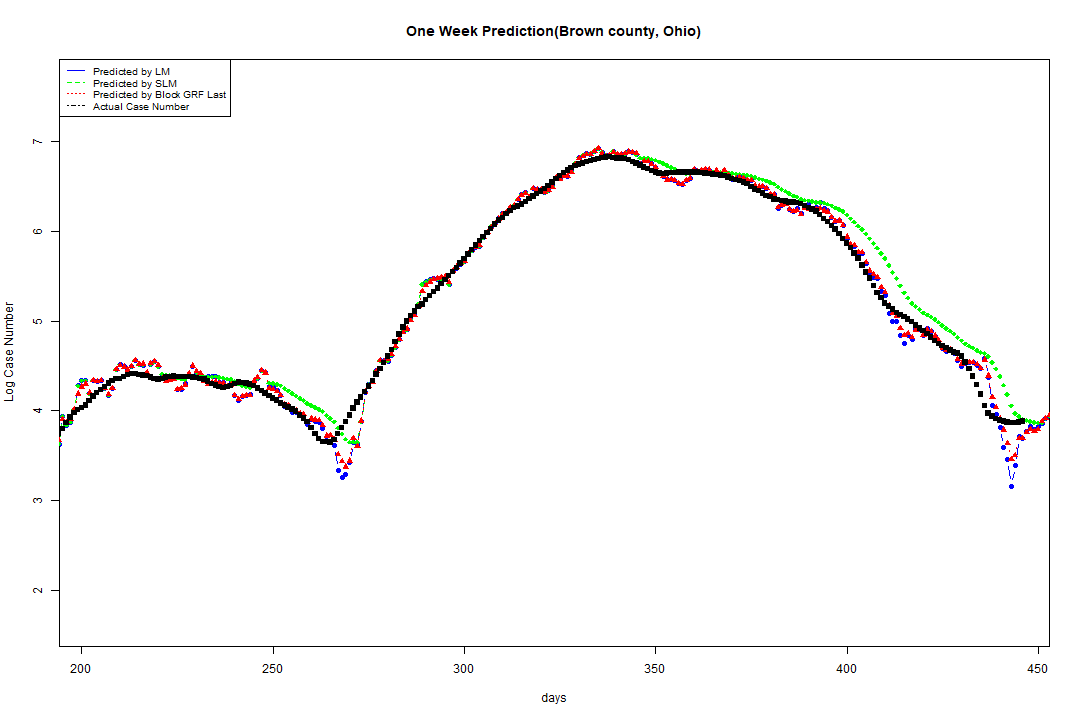 One Week Prediction(Brown county, Ohio)
Predicted by LM
Predicted by SLM
Predicted by Block GRF Last
Actual Case Number
Log Case Number
7
6
5
4
3
2
200 250 300 350 400 450
days